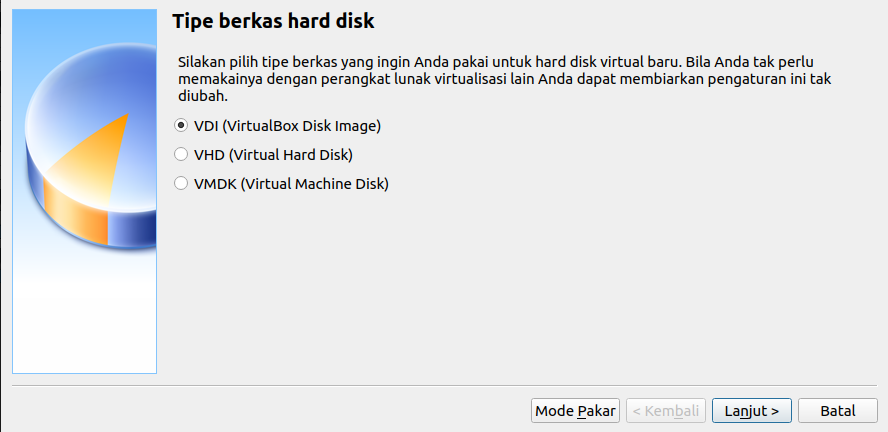 Tipe berkas hard disk
Silakan pilih tipe berkas yang ingin Anda pakai untuk hard disk virtual baru. Bila Anda tak perlu
memakainya dengan perangkat lunak virtualisasi lain Anda dapat membiarkan pengaturan ini tak
diubah.
VDI (VirtualBox Disk Image)
VHD (Virtual Hard Disk)
VMDK (Virtual Machine Disk)
Mode Pakar < Kembali Lanjut > Batal